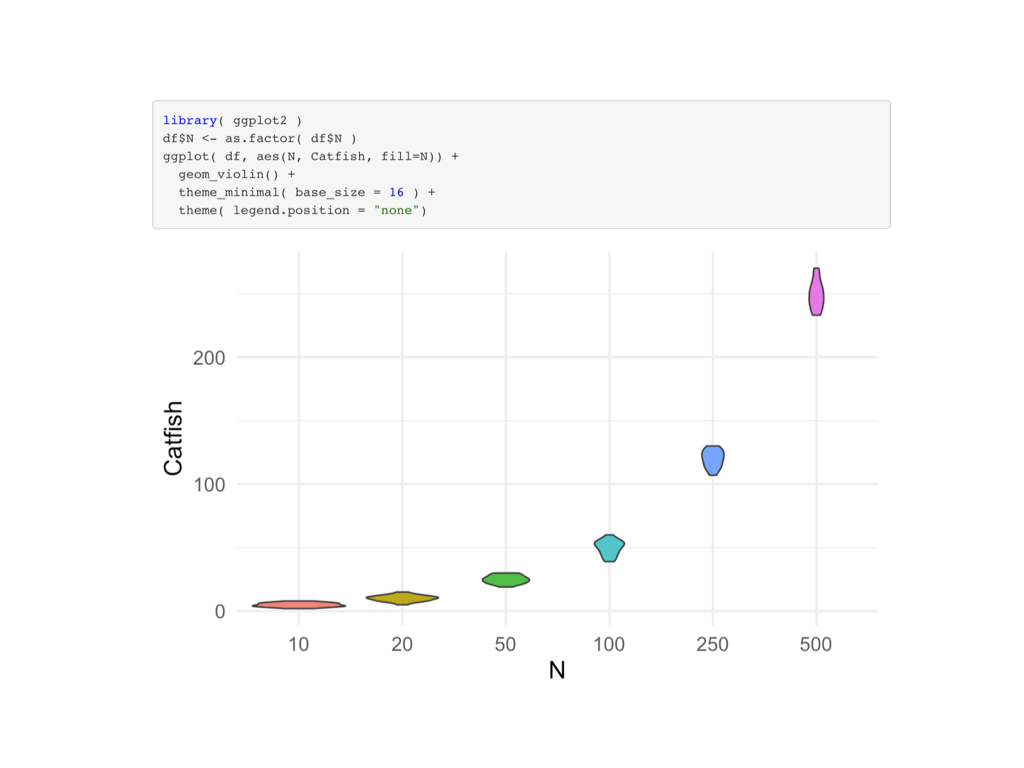 library( ggplot2 )
df$N <- as.factor( df$N )
ggplot( df, aes(N, Catfish, fill=N)) +
  geom_violin() +
  theme_minimal( base_size = 16 ) +
  theme( legend.position = "none")
200
100
0
Catfish
10 20 50 100 250 500
N